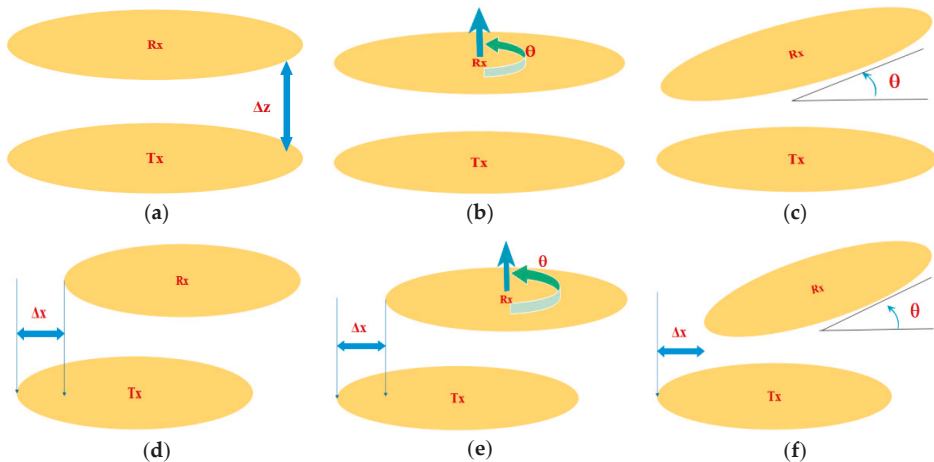 Rx
Δz
Tx
(a)
θ
Rx
Tx
(b)
Rx
θ
Tx
(c)
Rx
Δx
Tx
(d)
θ
Rx
Δx
Tx
(e)
Rx
θ
Δx
Tx
(f)